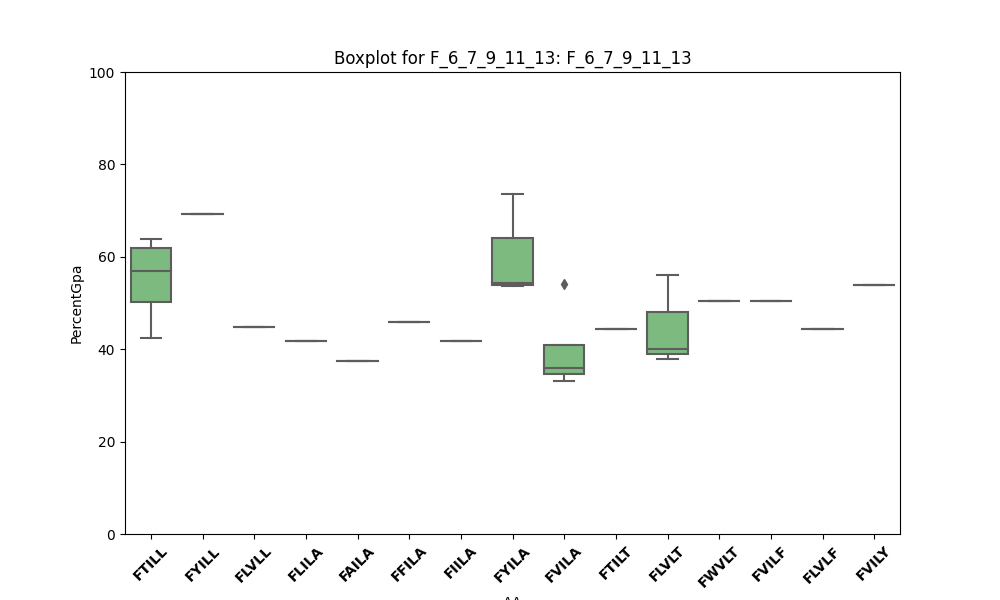 Boxplot for F_6_7_9_11_13: F_6_7_9_11_13
100
80
60
40
20
0
PercentGpa
FTILL FYILL FLVLL FLILA FAILA FFILA FIILA FYILA FVILA FTILT FLVLT FWVLT FVILF FLVLF FVILY